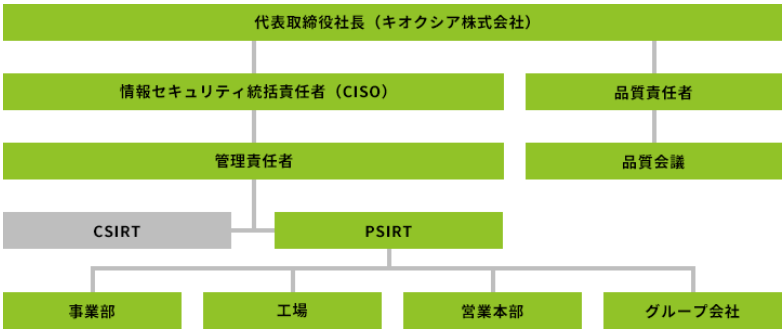 代表取締役社長（キオクシア株式会社）
情報セキュリティ統括責任者（CISO）
品質責任者
管理責任者
品質会議
CSIRT
PSIRT
事業部
工場
営業本部
グループ会社